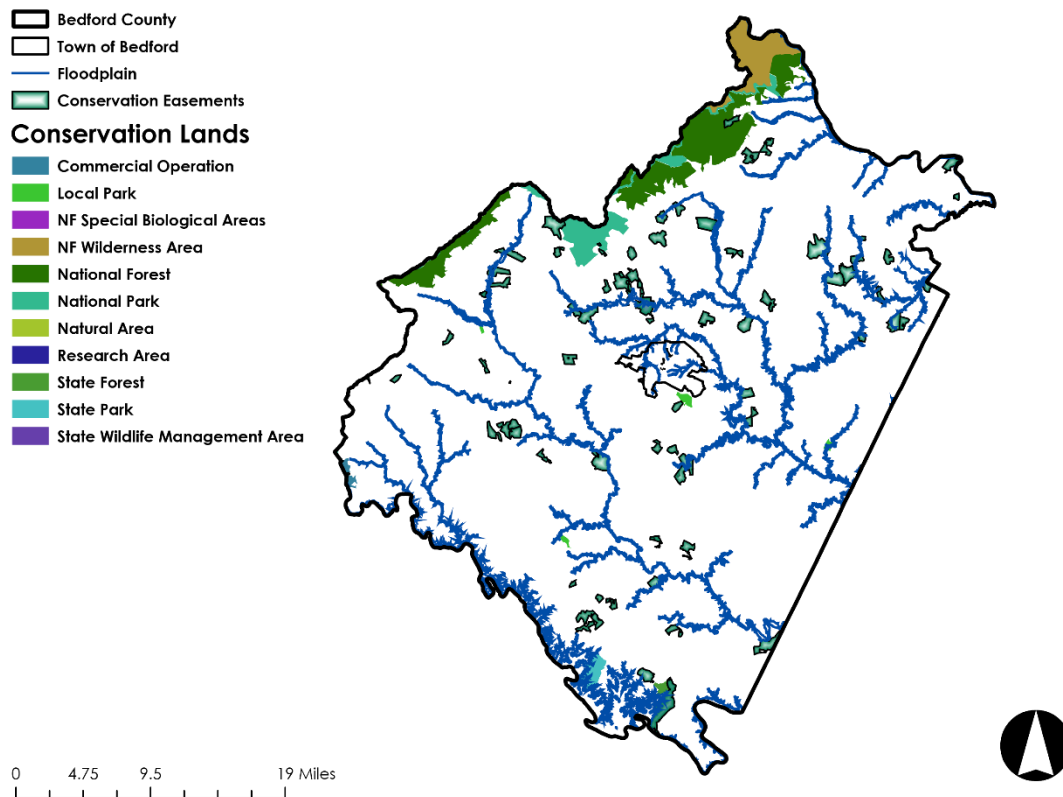 Bedford County
Town of Bedford
Floodplain
Conservation Easements
Conservation Lands
Commercial Operation
Local Park
NF Special Biological Areas
NF Wilderness Area
National Forest
National Park
Natural Area
Research Area
State Forest
State Park
State Wildlife Management Area
0 4.75 9.5 19 Miles